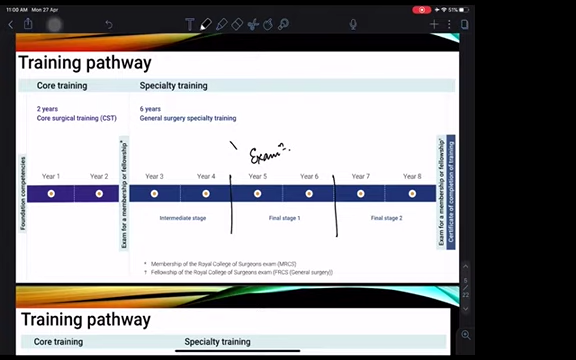 11:00 AM Mon 27 Apr
51%
Training pathway
Core training
Specialty training
2 years
Core surgical training (CST)
6 years
General surgery specialty training
Exam
Foundation competencies
Year 1
Year 2
Exam for a membership or fellowship*
Year 3
Year 4
Year 5
Year 6
Year 7
Year 8
Exam for a membership or fellowship†
Certificate of completion of training
Intermediate stage
Final stage 1
Final stage 2
* Membership of the Royal College of Surgeons exam (MRCS)
† Fellowship of the Royal College of Surgeons exam (FRCS (General surgery))
5
22
Training pathway
Core training
Specialty training